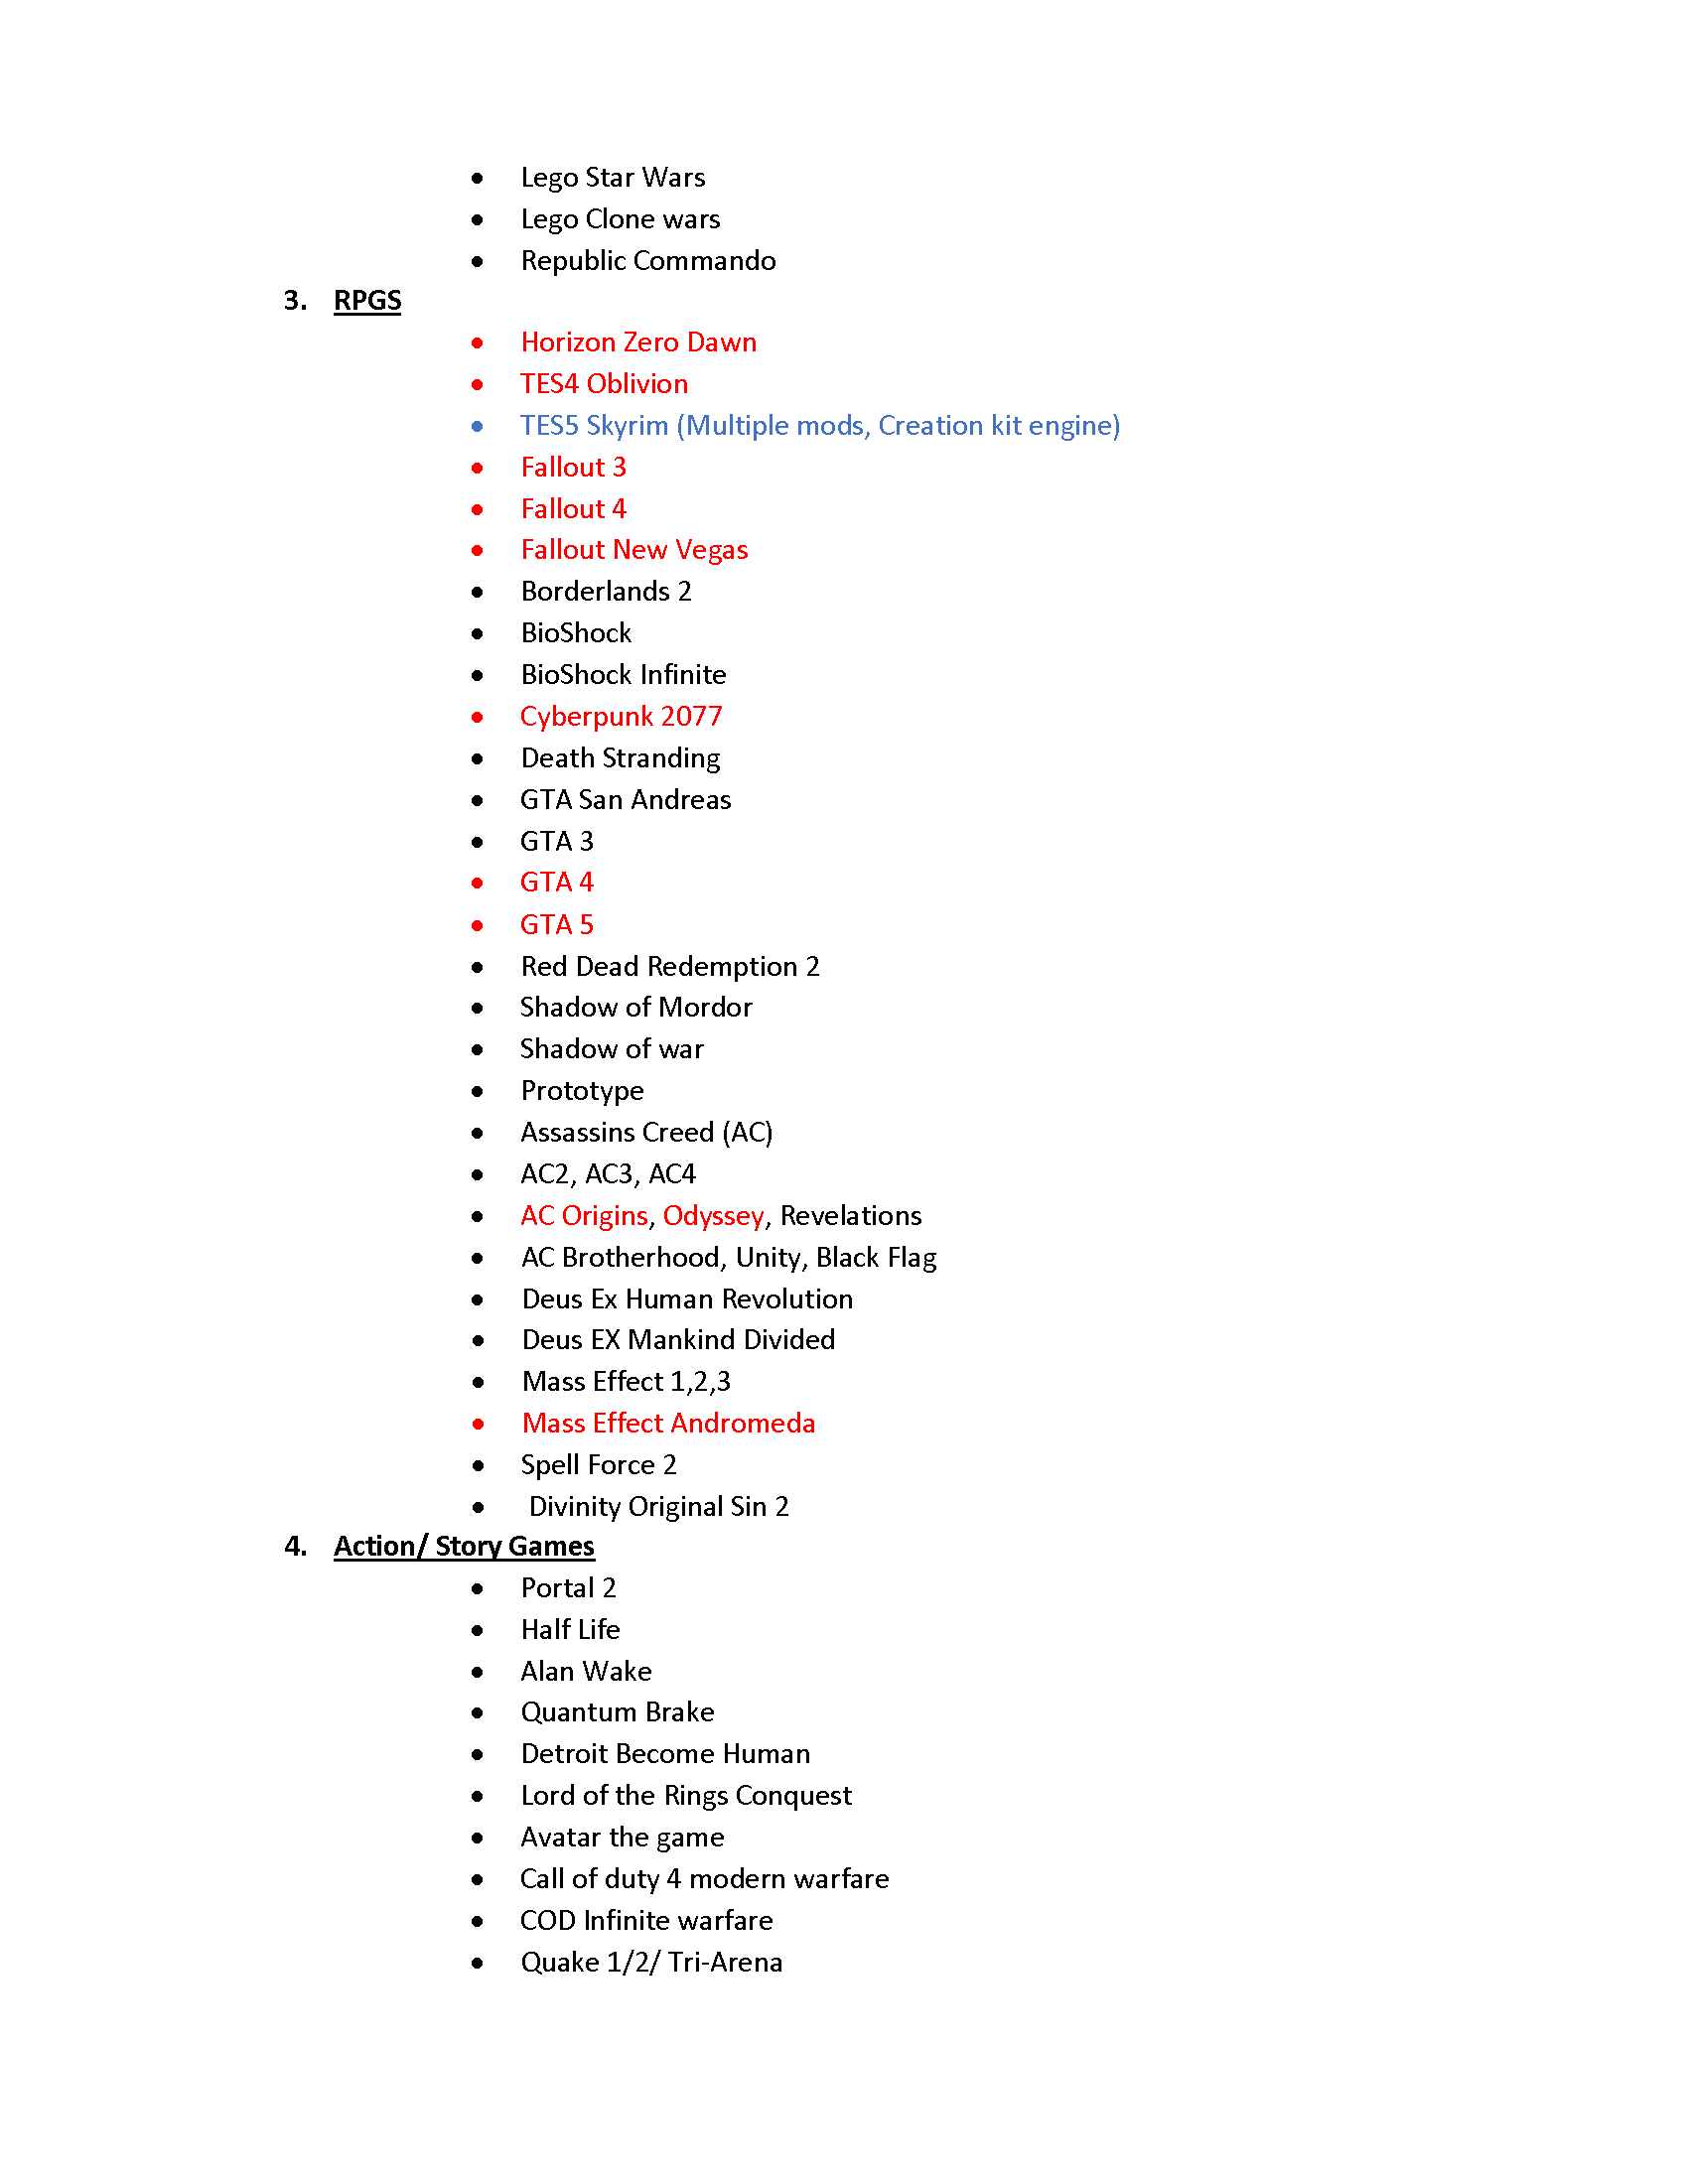 • Lego Star Wars
• Lego Clone wars
• Republic Commando
3. RPGS
• Horizon Zero Dawn
• TES4 Oblivion
• TES5 Skyrim (Multiple mods, Creation kit engine)
• Fallout 3
• Fallout 4
• Fallout New Vegas
• Borderlands 2
• BioShock
• BioShock Infinite
• Cyberpunk 2077
• Death Stranding
• GTA San Andreas
• GTA 3
• GTA 4
• GTA 5
• Red Dead Redemption 2
• Shadow of Mordor
• Shadow of war
• Prototype
• Assassins Creed (AC)
• AC2, AC3, AC4
• AC Origins, Odyssey, Revelations
• AC Brotherhood, Unity, Black Flag
• Deus Ex Human Revolution
• Deus EX Mankind Divided
• Mass Effect 1,2,3
• Mass Effect Andromeda
• Spell Force 2
• Divinity Original Sin 2
4. Action/ Story Games
• Portal 2
• Half Life
• Alan Wake
• Quantum Brake
• Detroit Become Human
• Lord of the Rings Conquest
• Avatar the game
• Call of duty 4 modern warfare
• COD Infinite warfare
• Quake 1/2/ Tri-Arena